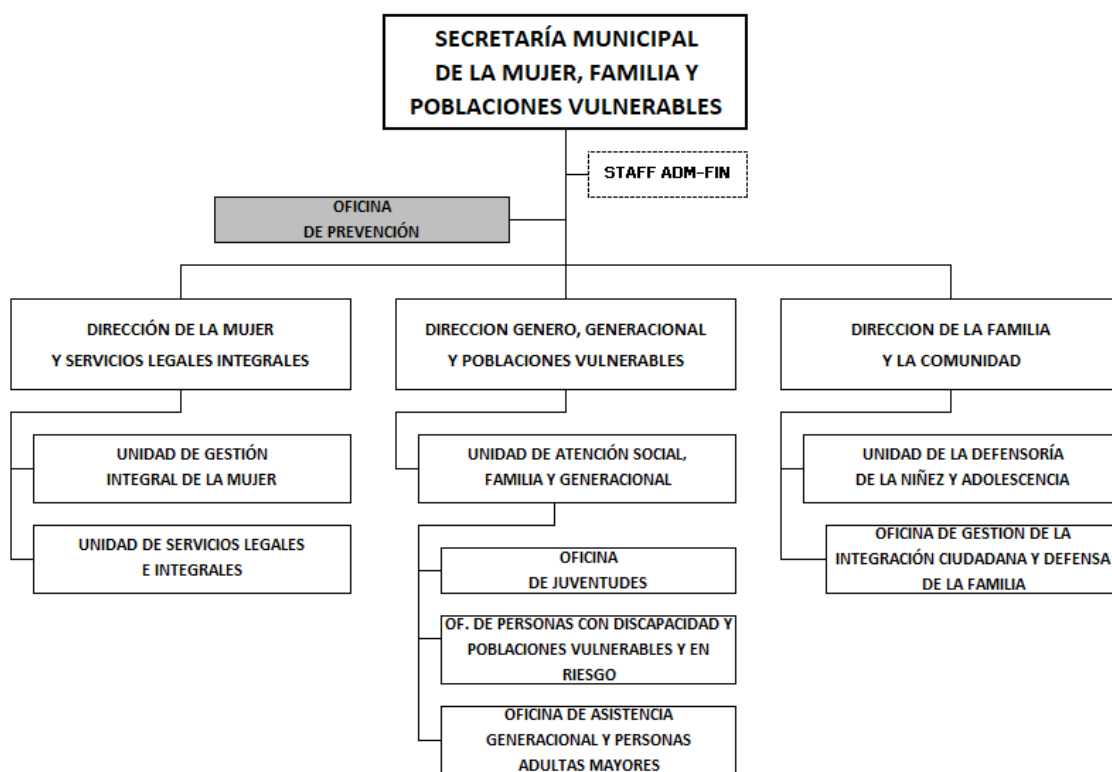 SECRETARÍA MUNICIPAL
DE LA MUJER, FAMILIA Y
POBLACIONES VULNERABLES
STAFF ADM-FIN
OFICINA
DE PREVENCIÓN
DIRECCIÓN DE LA MUJER
Y SERVICIOS LEGALES INTEGRALES
DIRECCION GENERO, GENERACIONAL
Y POBLACIONES VULNERABLES
DIRECCION DE LA FAMILIA
Y LA COMUNIDAD
UNIDAD DE GESTIÓN
INTEGRAL DE LA MUJER
UNIDAD DE SERVICIOS LEGALES
E INTEGRALES
UNIDAD DE ATENCIÓN SOCIAL,
FAMILIA Y GENERACIONAL
OFICINA
DE JUVENTUDES
OF. DE PERSONAS CON DISCAPACIDAD Y
POBLACIONES VULNERABLES Y EN
RIESGO
OFICINA DE ASISTENCIA
GENERACIONAL Y PERSONAS
ADULTAS MAYORES
UNIDAD DE LA DEFENSORÍA
DE LA NIÑEZ Y ADOLESCENCIA
OFICINA DE GESTION DE LA
INTEGRACIÓN CIUDADANA Y DEFENSA
DE LA FAMILIA